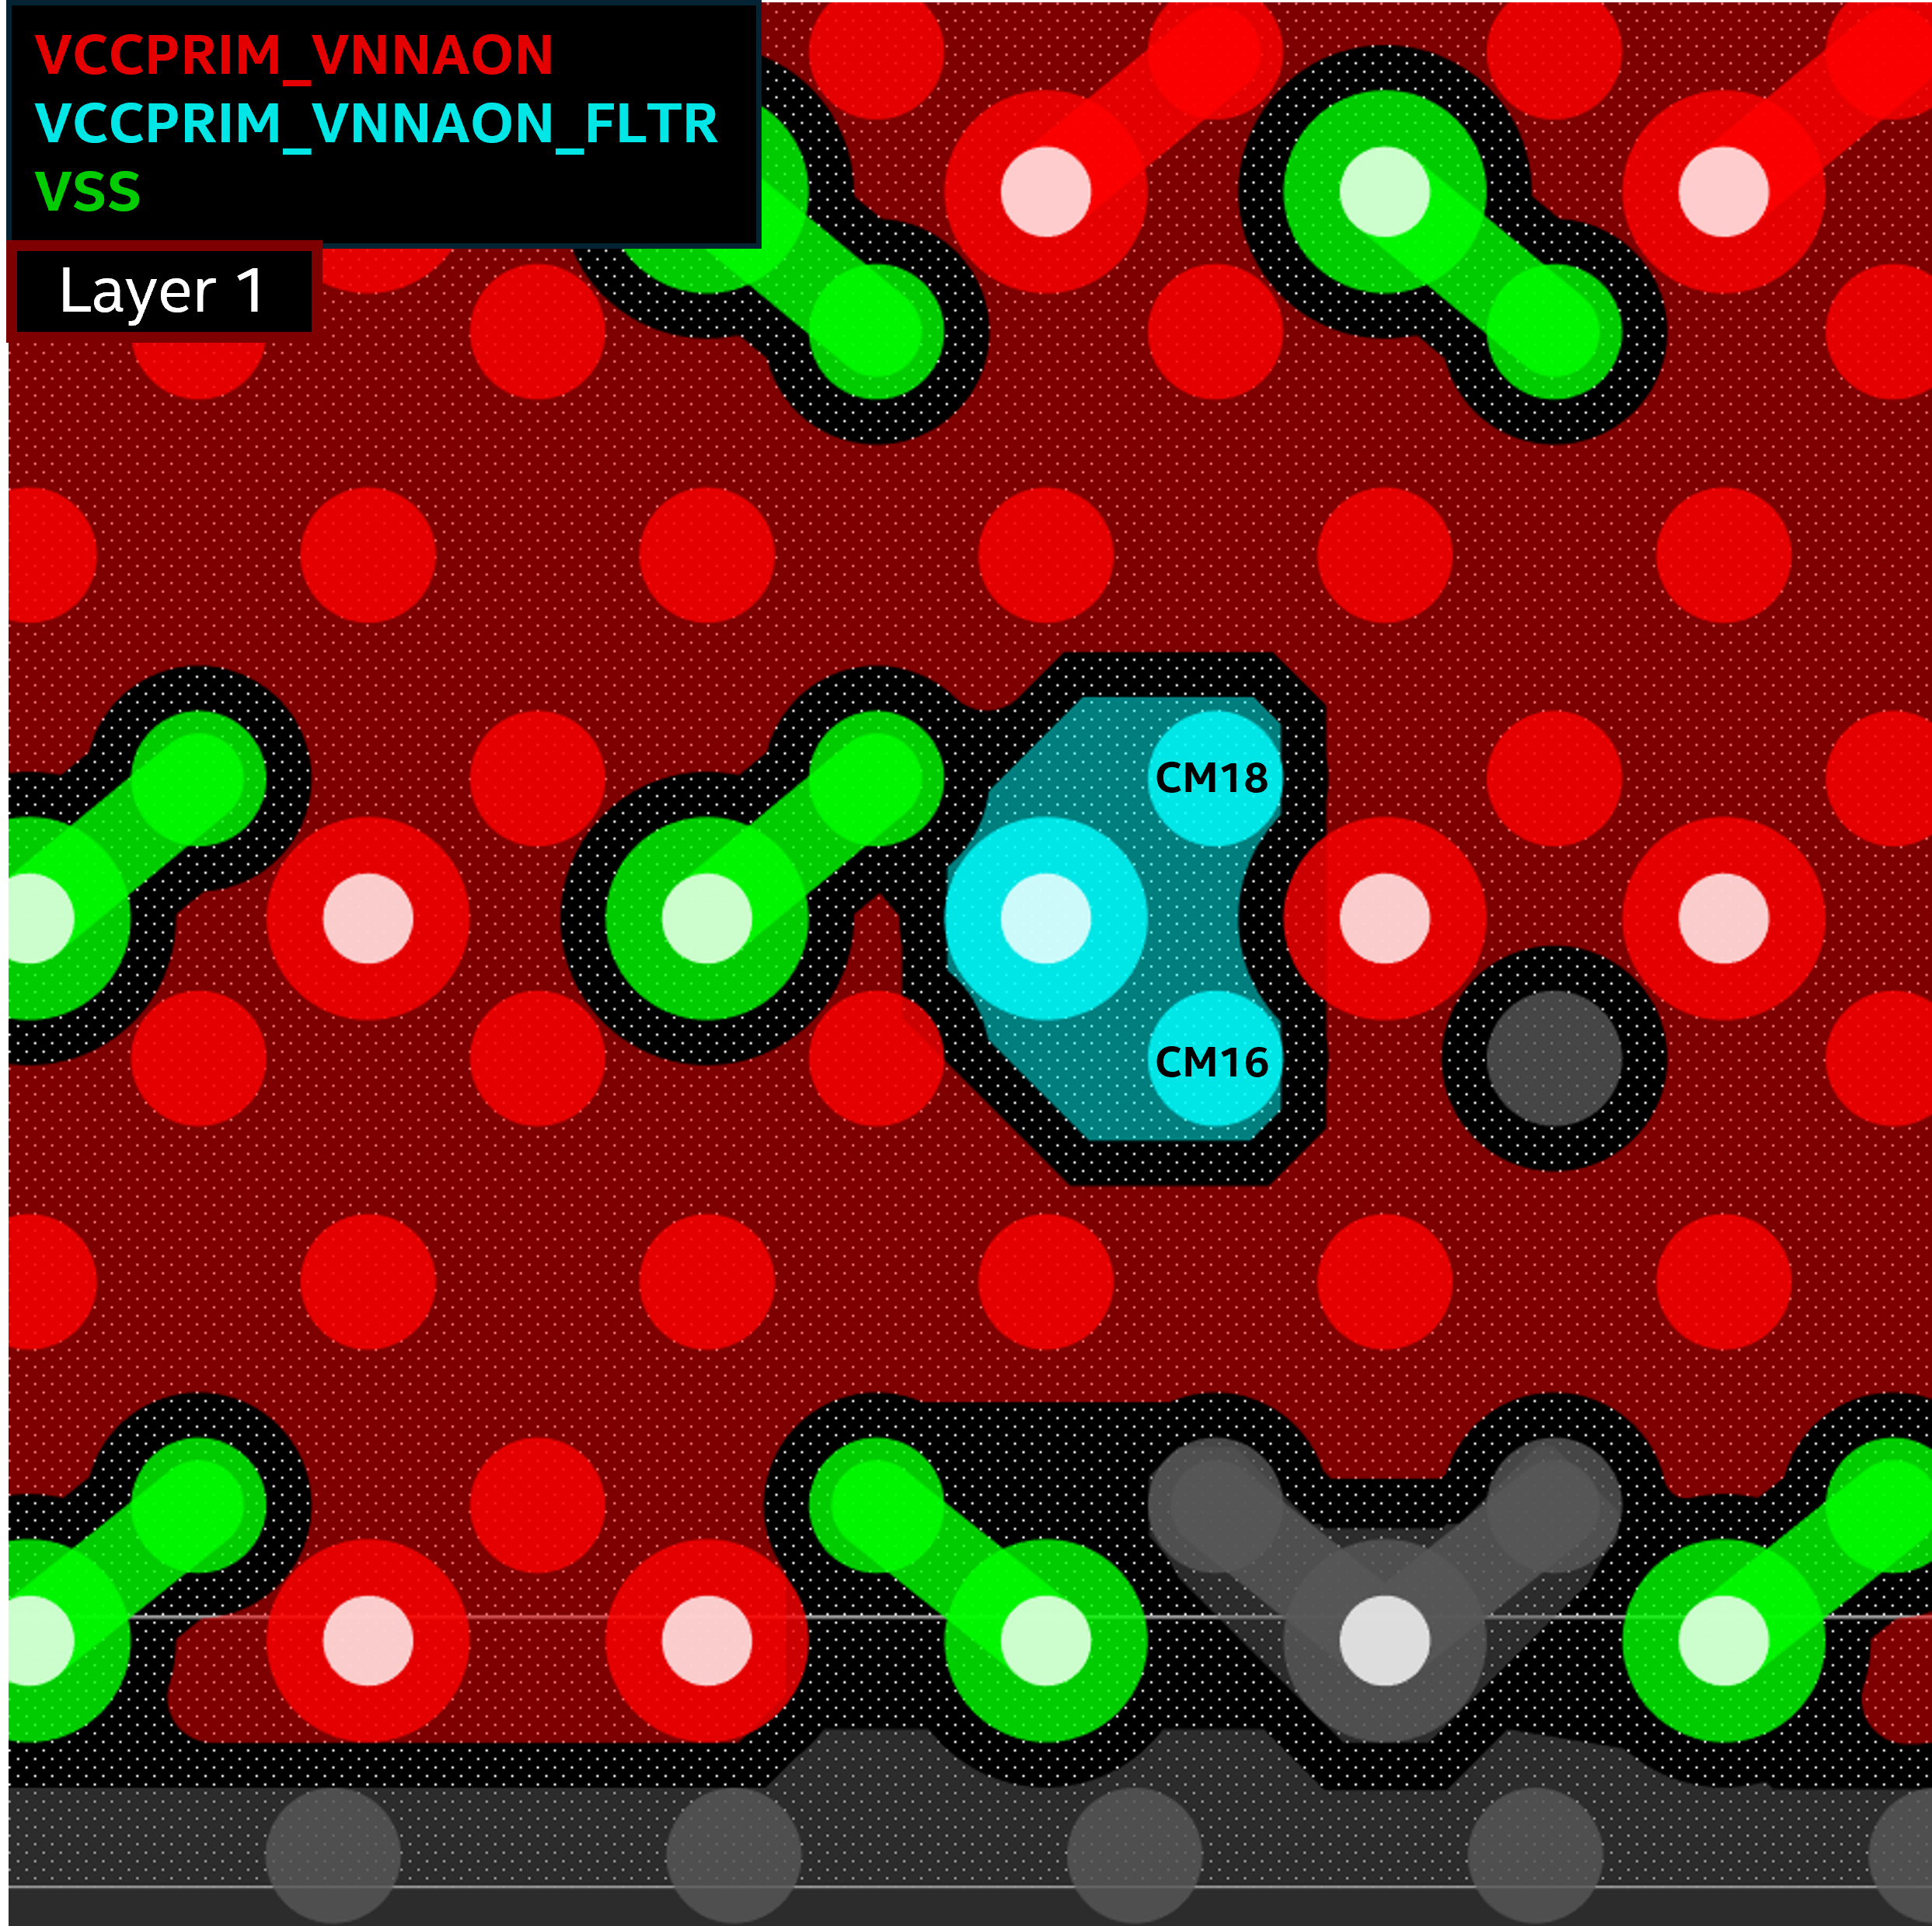 VCCPRIM_VNNAON
VCCPRIM_VNNAON_FLTR
VSS
Layer 1
CM18
CM16